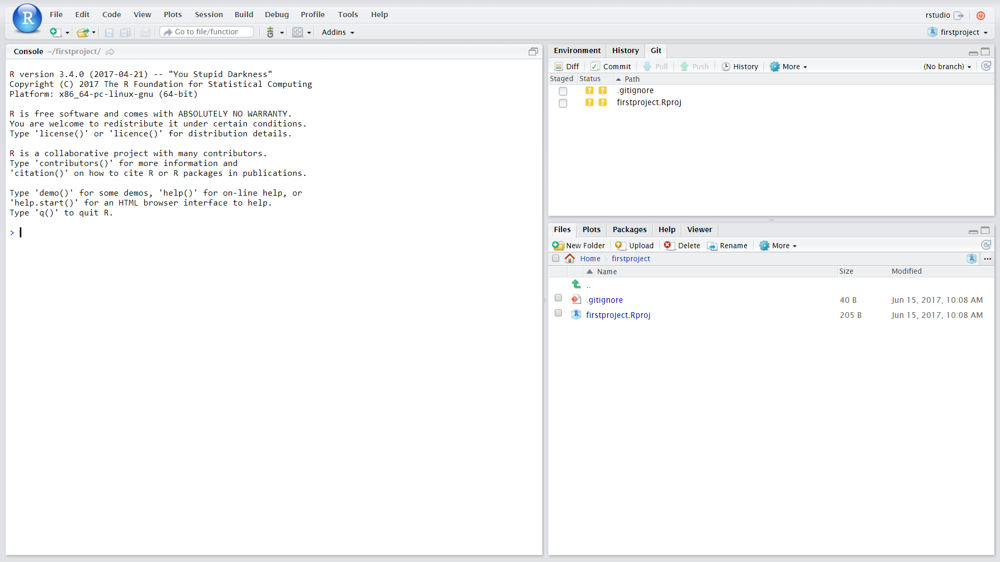 R File Edit Code View Plots Session Build Debug Profile Tools Help rstudio
Go to file/function Addins firstproject
Console ~/firstproject/
R version 3.4.0 (2017-04-21) -- "You Stupid Darkness"
Copyright (C) 2017 The R Foundation for Statistical Computing
Platform: x86_64-pc-linux-gnu (64-bit)
R is free software and comes with ABSOLUTELY NO WARRANTY.
You are welcome to redistribute it under certain conditions.
Type 'license()' or 'licence()' for distribution details.
R is a collaborative project with many contributors.
Type 'contributors()' for more information and
'citation()' on how to cite R or R packages in publications.
Type 'demo()' for some demos, 'help()' for on-line help, or
'help.start()' for an HTML browser interface to help.
Type 'q()' to quit R.
>
Environment History Git
Diff Commit Pull Push History More (No branch)
Staged Status Path
? ? .gitignore
? ? firstproject.Rproj
Files Plots Packages Help Viewer
New Folder Upload Delete Rename More
Home firstproject R ...
Name Size Modified
..
.gitignore 40 B Jun 15, 2017, 10:08 AM
firstproject.Rproj 205 B Jun 15, 2017, 10:08 AM